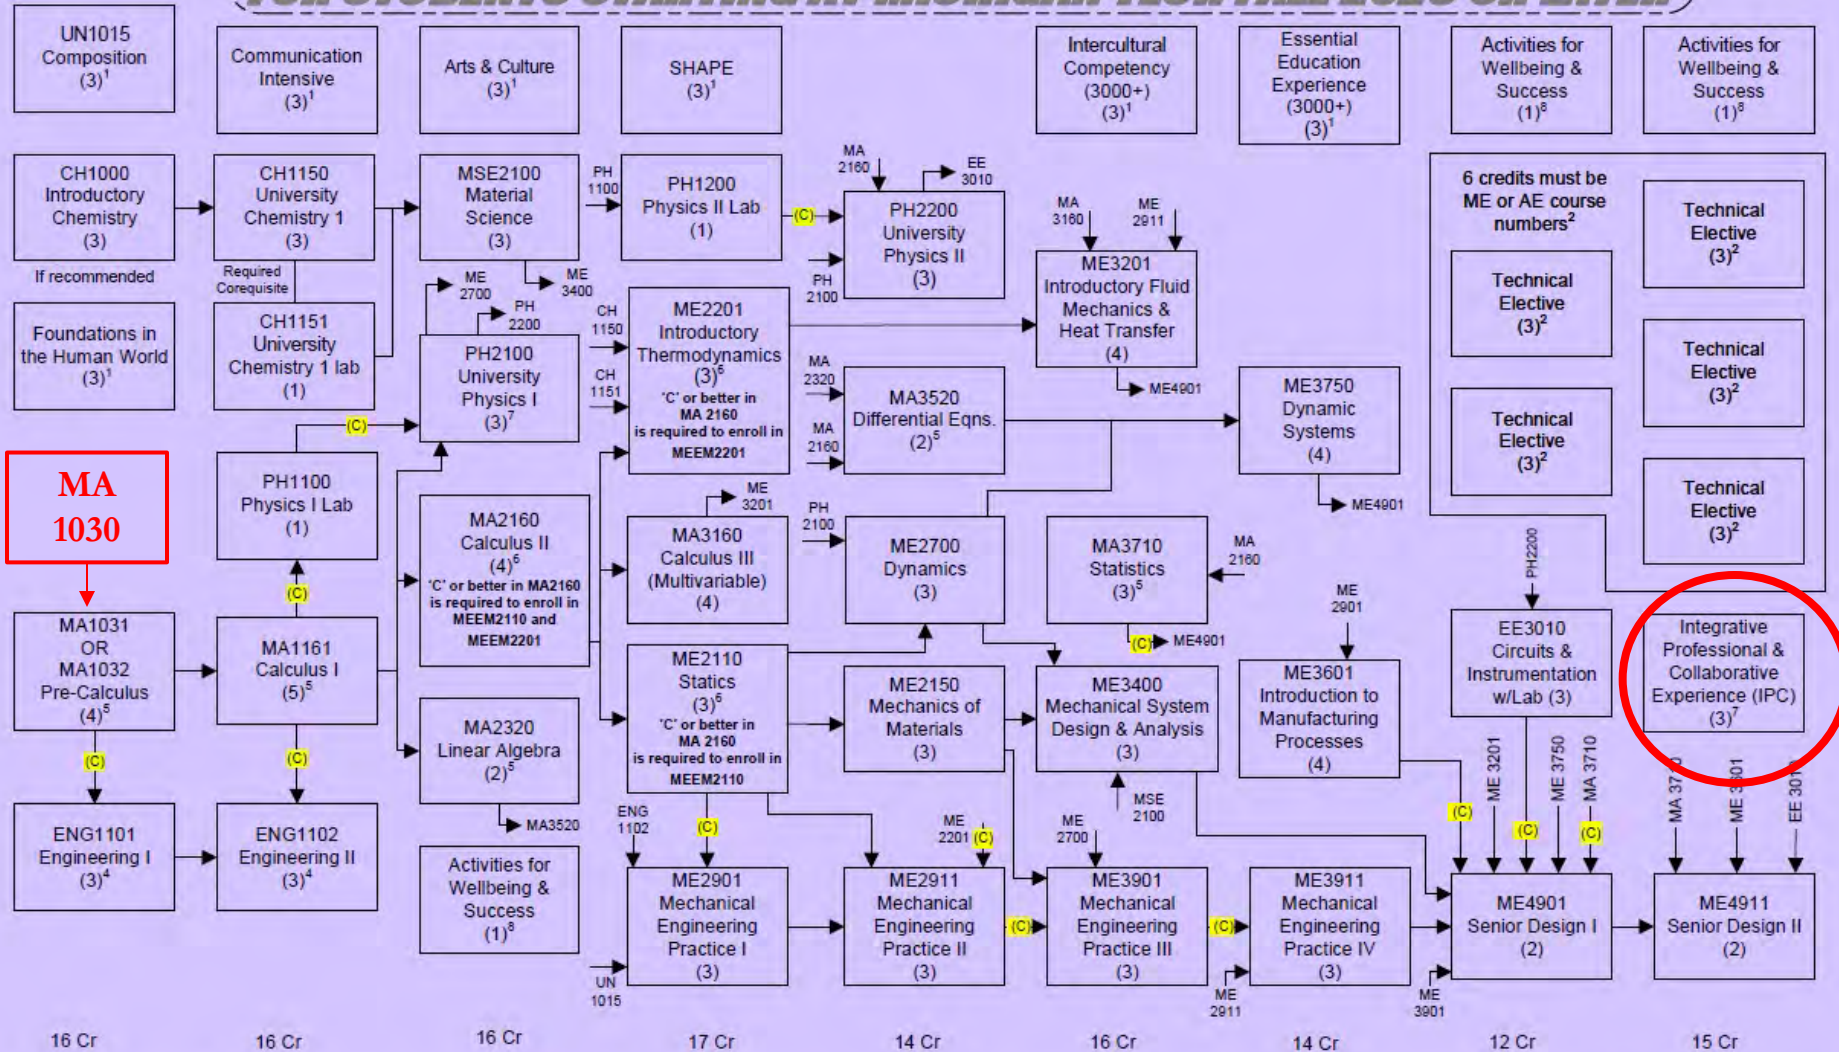 UN1015
Composition
(3)1
Communication
Intensive
(3)1
Arts & Culture
(3)1
SHAPE
(3)1
Intercultural
Competency
(3000+)
(3)1
Essential
Education
Experience
(3000+)
(3)1
Activities for
Wellbeing &
Success
(1)8
Activities for
Wellbeing &
Success
(1)8
CH1000
Introductory
Chemistry
(3)
If recommended
CH1150
University
Chemistry 1
(3)
Required
Corequisite
MSE2100
Material
Science
(3)
ME
3400
PH
1100
PH1200
Physics II Lab
(1)
(C)
MA
2160
EE
3010
PH2200
University
Physics II
(3)
PH
2100
MA
3160
ME
2911
ME3201
Introductory Fluid
Mechanics &
Heat Transfer
(4)
ME4901
6 credits must be
ME or AE course
numbers2
Technical
Elective
(3)2
Technical
Elective
(3)2
Technical
Elective
(3)2
Technical
Elective
(3)2
Technical
Elective
(3)2
Foundations in
the Human World
(3)1
CH1151
University
Chemistry 1 lab
(1)
ME
2700
PH
2200
PH2100
University
Physics I
(3)7
(C)
CH
1150
CH
1151
ME2201
Introductory
Thermodynamics
(3)6
'C' or better in
MA 2160
is required to enroll in
MEEM2201
MA
2320
MA
2160
MA3520
Differential Eqns.
(2)5
ME3750
Dynamic
Systems
(4)
ME4901
MA
1030
PH1100
Physics I Lab
(1)
(C)
MA2160
Calculus II
(4)6
'C' or better in MA2160
is required to enroll in
MEEM2110 and
MEEM2201
ME
3201
MA3160
Calculus III
(Multivariable)
(4)
PH
2100
ME2700
Dynamics
(3)
MA3710
Statistics
(3)5
MA
2160
(C)
ME4901
MA1031
OR
MA1032
Pre-Calculus
(4)5
(C)
MA1161
Calculus I
(5)5
(C)
MA2320
Linear Algebra
(2)5
MA3520
ME2110
Statics
(3)6
'C' or better in
MA 2160
is required to enroll in
MEEM2110
(C)
ME2150
Mechanics of
Materials
(3)
ME3400
Mechanical System
Design & Analysis
(3)
MSE
2100
ME
2901
ME3601
Introduction to
Manufacturing
Processes
(4)
PH2200
EE3010
Circuits &
Instrumentation
w/Lab (3)
Integrative
Professional &
Collaborative
Experience (IPC)
(3)7
ENG1101
Engineering I
(3)4
ENG1102
Engineering II
(3)4
Activities for
Wellbeing &
Success
(1)8
ENG
1102
UN
1015
ME2901
Mechanical
Engineering
Practice I
(3)
ME
2201
(C)
ME2911
Mechanical
Engineering
Practice II
(3)
(C)
ME
2700
ME3901
Mechanical
Engineering
Practice III
(3)
(C)
ME
2911
ME3911
Mechanical
Engineering
Practice IV
(3)
ME
3901
(C)
ME 3201
(C)
ME 3750
MA 3710
(C)
ME4901
Senior Design I
(2)
MA 3710
ME 3601
EE 3010
ME4911
Senior Design II
(2)
16 Cr
16 Cr
16 Cr
17 Cr
14 Cr
16 Cr
14 Cr
12 Cr
15 Cr